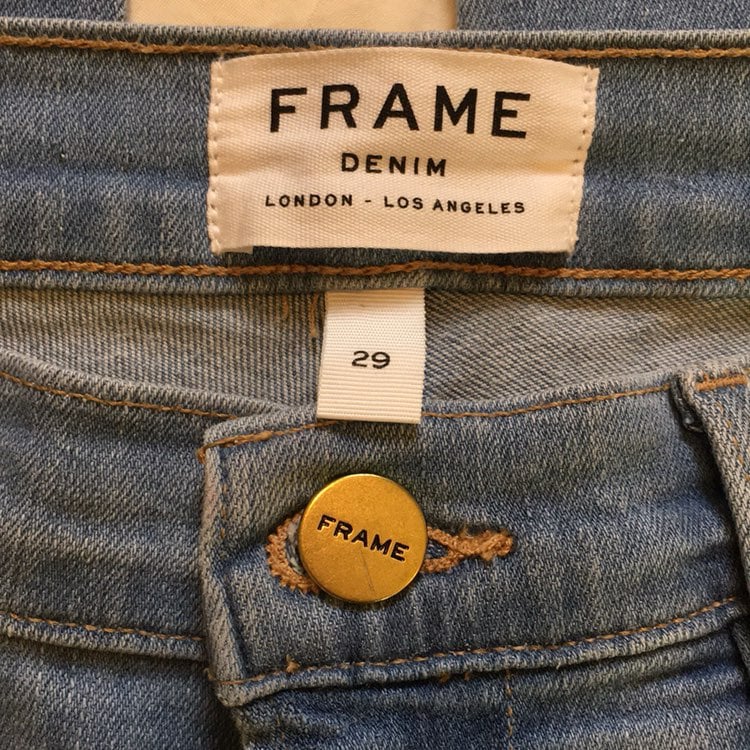 FRAME
DENIM
LONDON - LOS ANGELES
29
FRAME